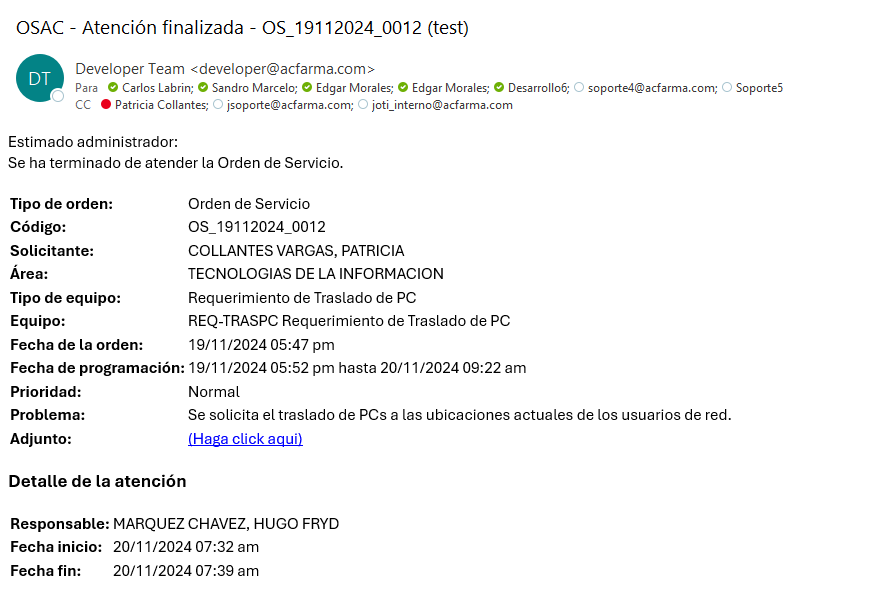 OSAC - Atención finalizada - OS_19112024_0012 (test)
DT
Developer Team <developer@acfarma.com>
Para Carlos Labrin; Sandro Marcelo; Edgar Morales; Edgar Morales; Desarrollo6; soporte4@acfarma.com; Soporte5
CC Patricia Collantes; jsoporte@acfarma.com; joti_interno@acfarma.com
Estimado administrador:
Se ha terminado de atender la Orden de Servicio.
Tipo de orden: Orden de Servicio
Código: OS_19112024_0012
Solicitante: COLLANTES VARGAS, PATRICIA
Área: TECNOLOGIAS DE LA INFORMACION
Tipo de equipo: Requerimiento de Traslado de PC
Equipo: REQ-TRASPC Requerimiento de Traslado de PC
Fecha de la orden: 19/11/2024 05:47 pm
Fecha de programación: 19/11/2024 05:52 pm hasta 20/11/2024 09:22 am
Prioridad: Normal
Problema: Se solicita el traslado de PCs a las ubicaciones actuales de los usuarios de red.
Adjunto: (Haga click aqui)
Detalle de la atención
Responsable: MARQUEZ CHAVEZ, HUGO FRYD
Fecha inicio: 20/11/2024 07:32 am
Fecha fin: 20/11/2024 07:39 am